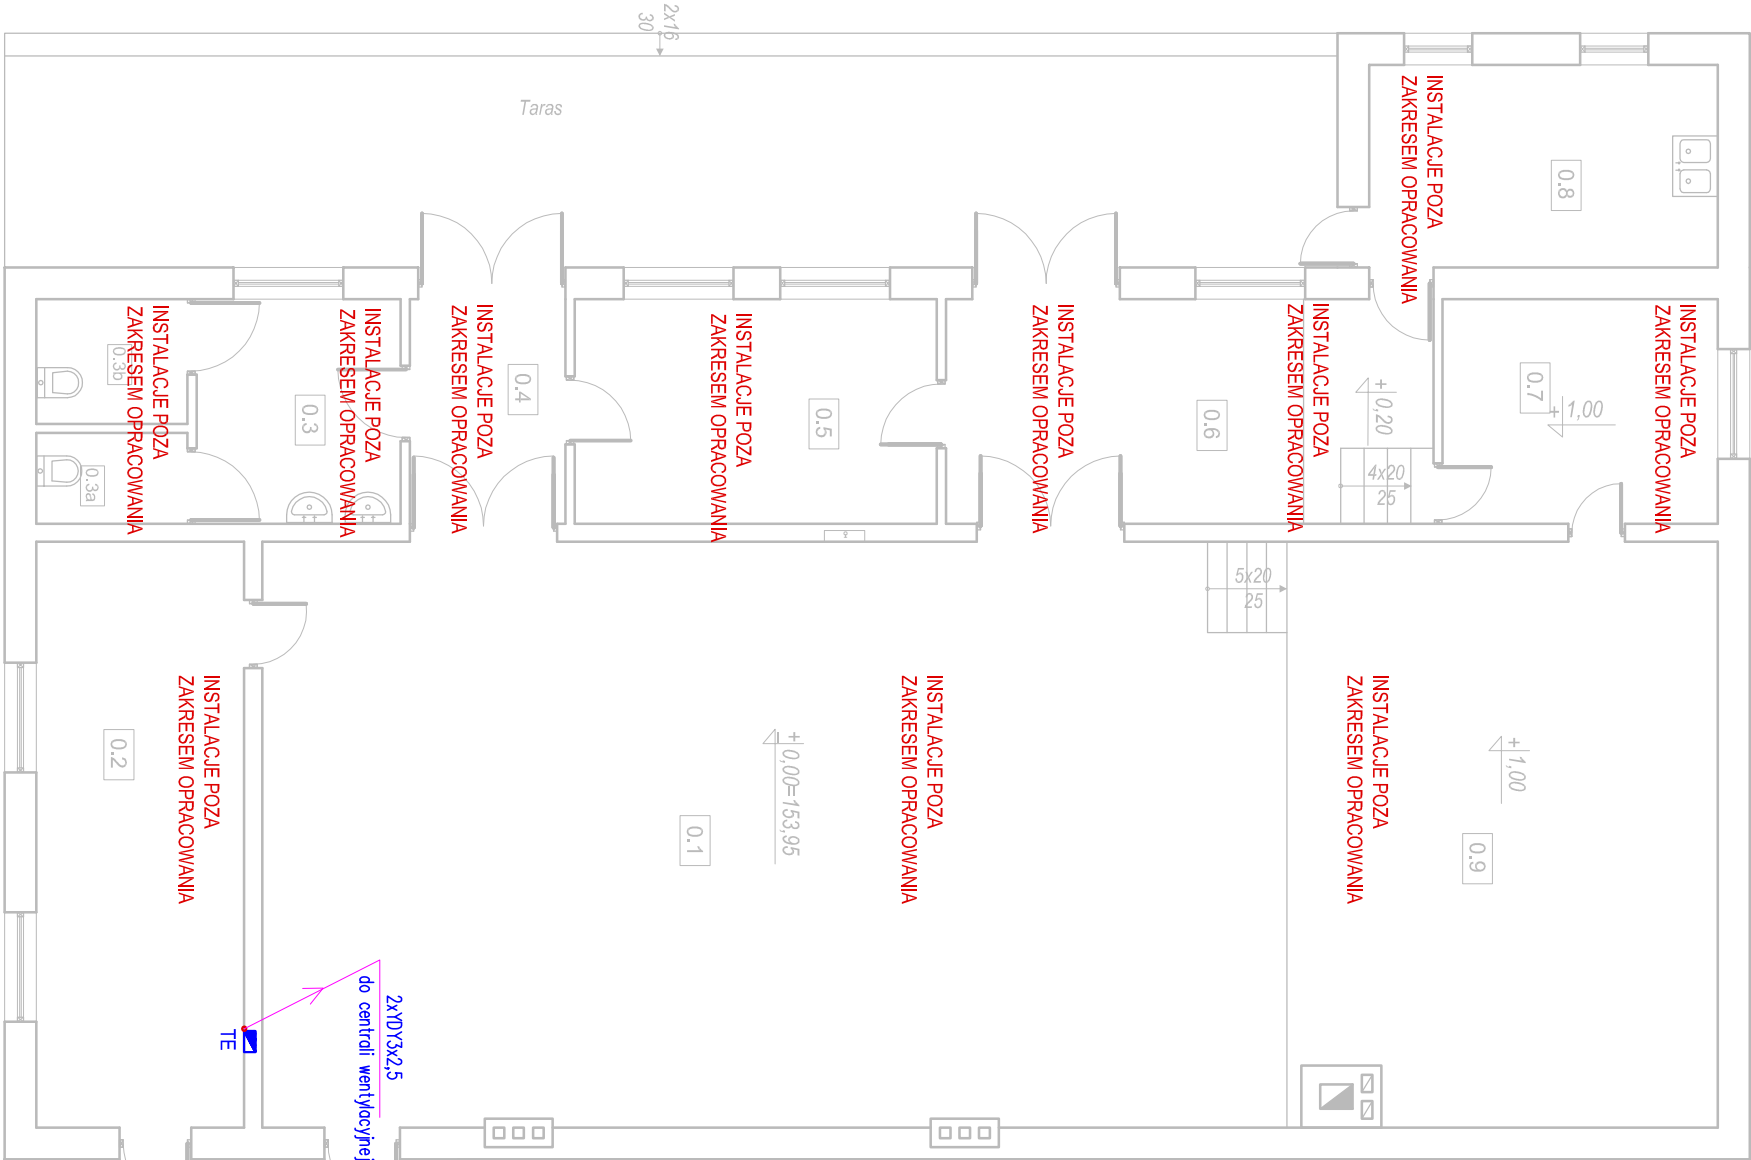 2x16
30
Taras
INSTALACJE POZA
ZAKRESEM OPRACOWANIA
0.8
INSTALACJE POZA
ZAKRESEM OPRACOWANIA
0.3b
0.3a
INSTALACJE POZA
ZAKRESEM OPRACOWANIA
0.3
INSTALACJE POZA
ZAKRESEM OPRACOWANIA
0.4
INSTALACJE POZA
ZAKRESEM OPRACOWANIA
0.5
INSTALACJE POZA
ZAKRESEM OPRACOWANIA
0.6
INSTALACJE POZA
ZAKRESEM OPRACOWANIA
+ 0,20
4x20
25
0.7
+ 1,00
INSTALACJE POZA
ZAKRESEM OPRACOWANIA
5x20
25
INSTALACJE POZA
ZAKRESEM OPRACOWANIA
0.2
INSTALACJE POZA
ZAKRESEM OPRACOWANIA
+ 0,00=153,95
0.1
INSTALACJE POZA
ZAKRESEM OPRACOWANIA
+ 1,00
0.9
2xYDY3x2,5
do centrali wentylacyjnej
TE